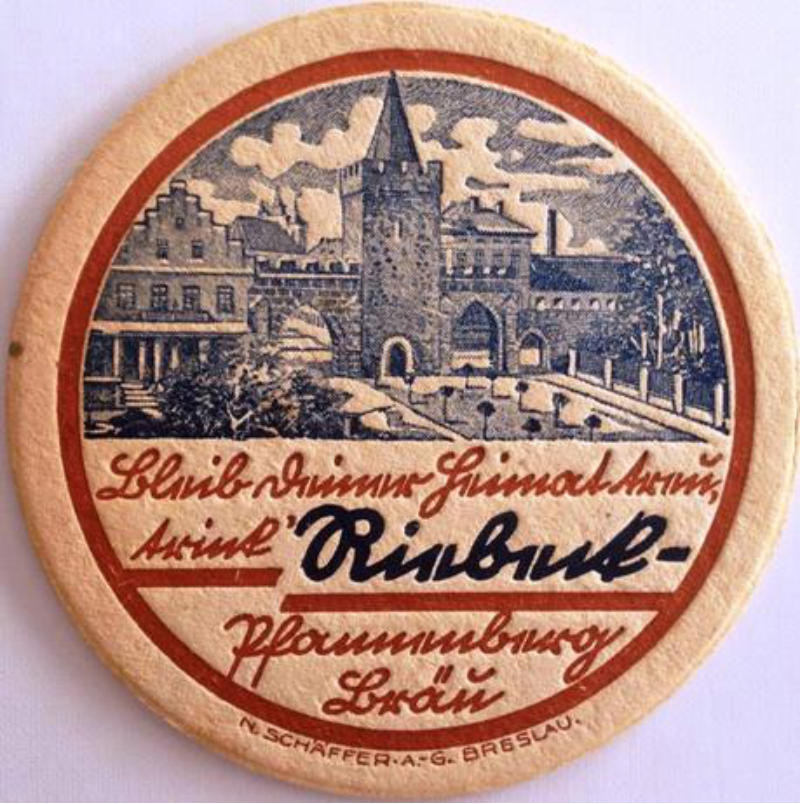 Bleib Deiner Heimat treu,
trink' Riebeck-
Pfannenberg
Bräu
N. SCHÄFFER. A.-G. BRESLAU.